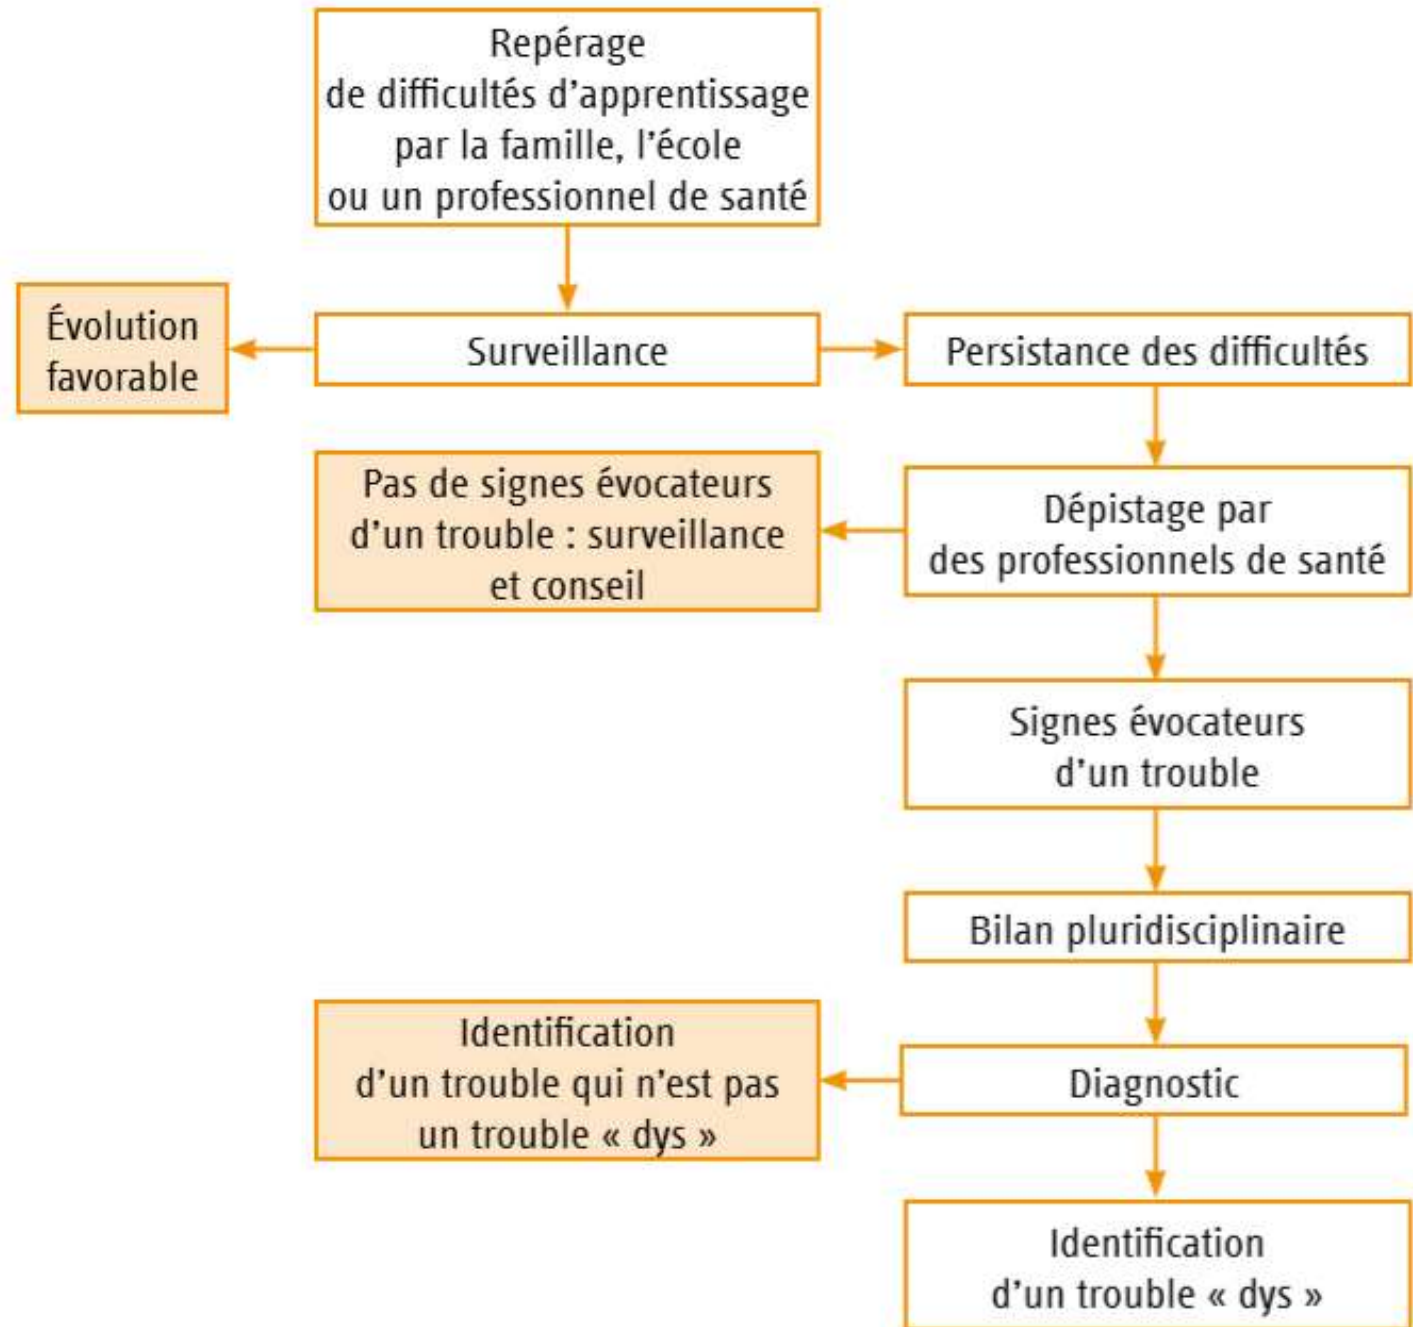 Repérage
de difficultés d’apprentissage
par la famille, l’école
ou un professionnel de santé
Évolution
favorable
Surveillance
Persistance des difficultés
Pas de signes évocateurs
d’un trouble : surveillance
et conseil
Dépistage par
des professionnels de santé
Signes évocateurs
d’un trouble
Bilan pluridisciplinaire
Identification
d’un trouble qui n’est pas
un trouble « dys »
Diagnostic
Identification
d’un trouble « dys »